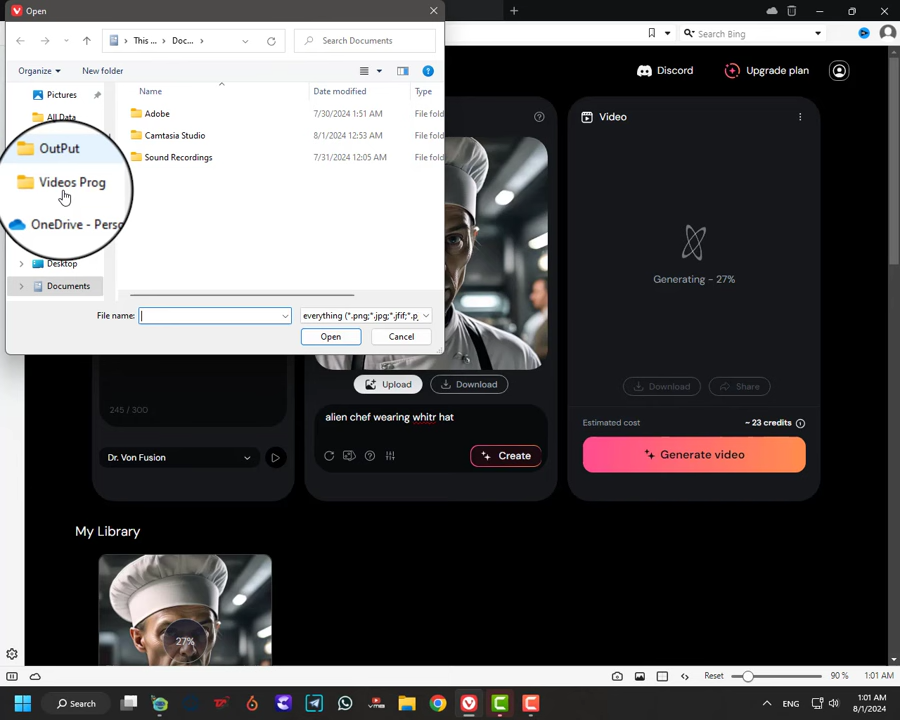 Open
This ... > Doc... >
Search Documents
Search Bing
Organize
New folder
Discord
Upgrade plan
Pictures
All Data
OutPut
Videos Prog
OneDrive - Perso
Desktop
Documents
Name
Date modified
Type
Adobe
7/30/2024 1:51 AM
File fold
Camtasia Studio
8/1/2024 12:53 AM
File fold
Sound Recordings
7/31/2024 12:05 AM
File fold
File name:
everything (*.png;*.jpg;*.jfif;*.p
Open
Cancel
Video
Generating - 27%
Upload
Download
Download
Share
245 / 300
alien chef wearing whitr hat
Estimated cost
~ 23 credits
Dr. Von Fusion
Create
Generate video
My Library
27%
Reset
90 %
1:01 AM
Search
ENG
1:01 AM
8/1/2024